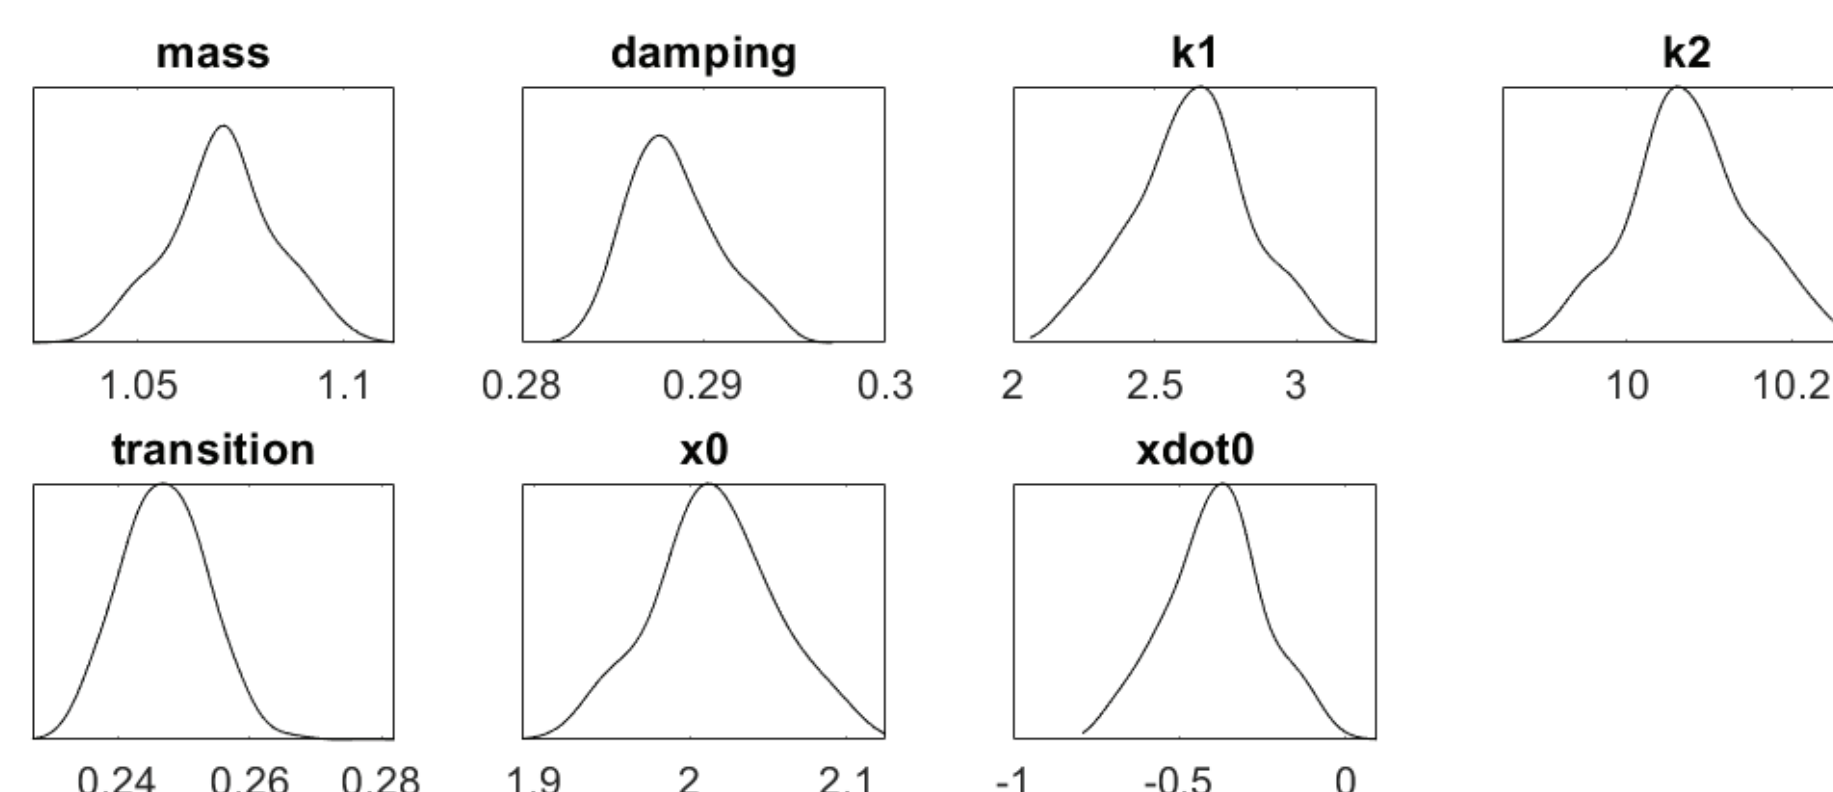 mass damping k1 k2
1.05 1.1 0.28 0.29 0.3 2 2.5 3 10 10.2
transition x0 xdot0
0.24 0.26 0.28 1.9 2 2.1 -1 -0.5 0